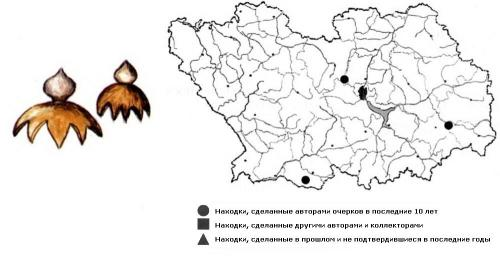 Находки, сделанные авторами очерков в последние 10 лет
Находки, сделанные другими авторами и коллекторами
Находки, сделанные в прошлом и не подтвердившиеся в последние годы